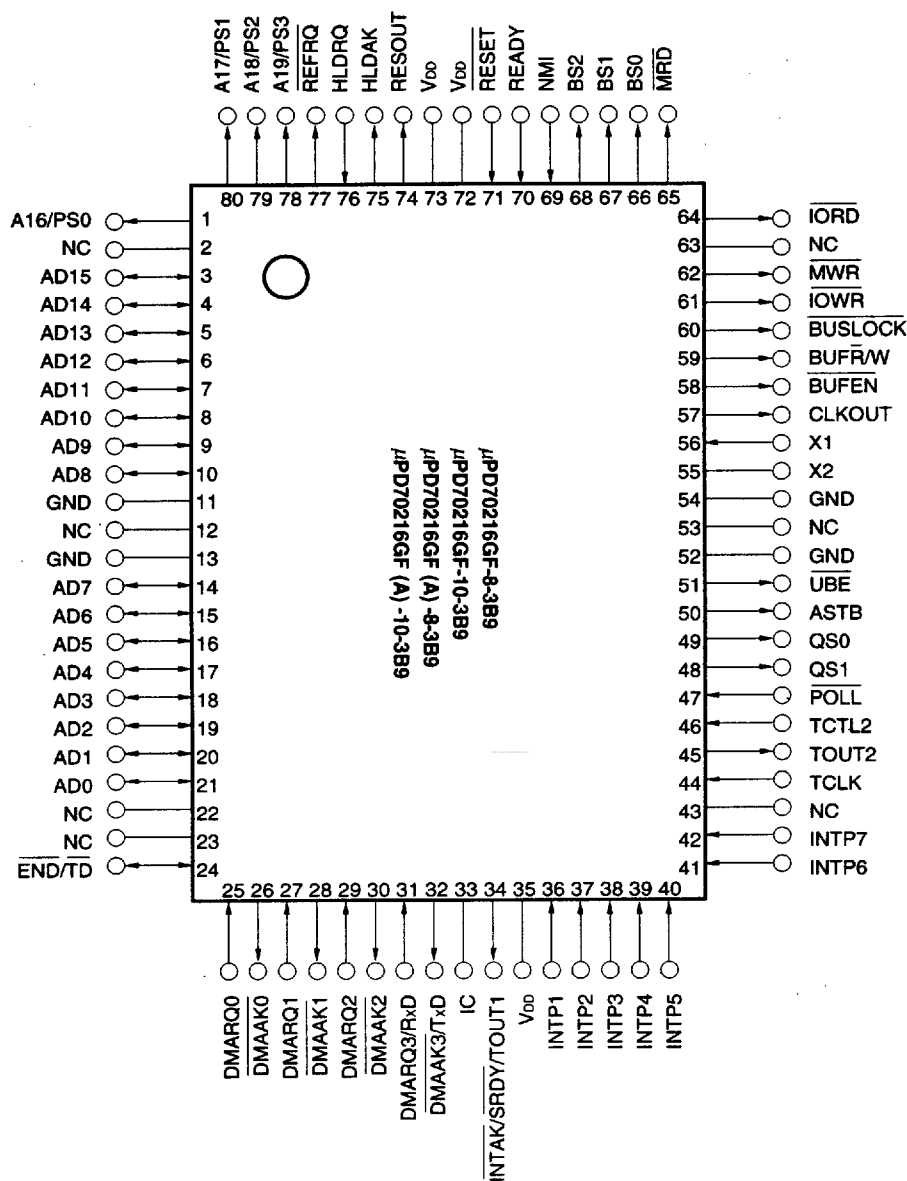 A17/PS1
A18/PS2
A19/PS3
REFRQ
HLDRQ
HLDAK
RESOUT
VDD
VDD
RESET
READY
NMI
BS2
BS1
BS0
MRD
80 79 78 77 76 75 74 73 72 71 70 69 68 67 66 65
A16/PS0 1
NC 2
AD15 3
AD14 4
AD13 5
AD12 6
AD11 7
AD10 8
AD9 9
AD8 10
GND 11
NC 12
GND 13
AD7 14
AD6 15
AD5 16
AD4 17
AD3 18
AD2 19
AD1 20
AD0 21
NC 22
NC 23
END/TD 24
µPD70216GF-8-3B9
µPD70216GF-10-3B9
µPD70216GF (A) -8-3B9
µPD70216GF (A) -10-3B9
64 IORD
63 NC
62 MWR
61 IOWR
60 BUSLOCK
59 BUFR/W
58 BUFEN
57 CLKOUT
56 X1
55 X2
54 GND
53 NC
52 GND
51 UBE
50 ASTB
49 QS0
48 QS1
47 POLL
46 TCTL2
45 TOUT2
44 TCLK
43 NC
42 INTP7
41 INTP6
25 26 27 28 29 30 31 32 33 34 35 36 37 38 39 40
DMARQ0
DMAAK0
DMARQ1
DMAAK1
DMARQ2
DMAAK2
DMARQ3/RxD
DMAAK3/TxD
IC
INTAK/SRDY/TOUT1
VDD
INTP1
INTP2
INTP3
INTP4
INTP5